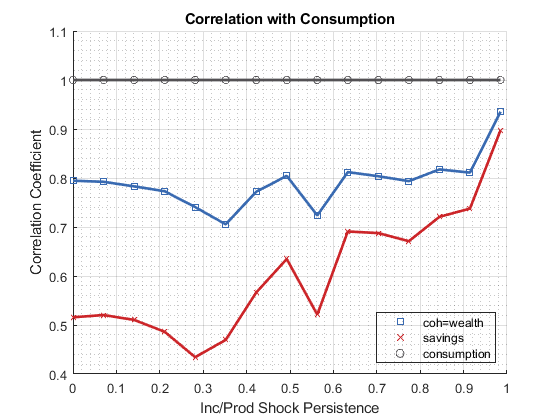 Correlation with Consumption
1.1
1
0.9
0.8
0.7
0.6
0.5
0.4
Correlation Coefficient
coh=wealth
savings
consumption
0 0.1 0.2 0.3 0.4 0.5 0.6 0.7 0.8 0.9 1
Inc/Prod Shock Persistence